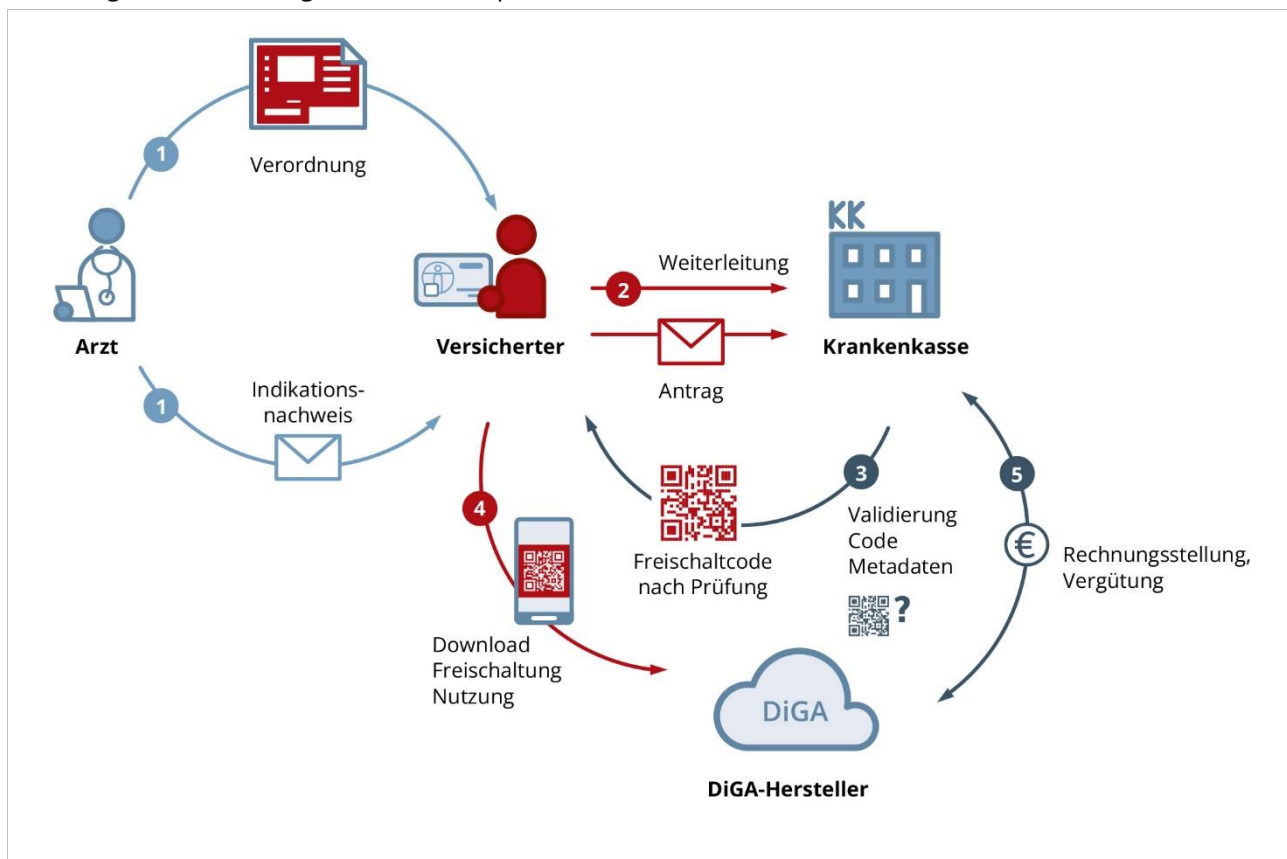 1
Verordnung
Arzt
1
Indikations-
nachweis
Versicherter
2
Weiterleitung
Antrag
KK
Krankenkasse
3
Validierung
Code
Metadaten
?
Freischaltcode
nach Prüfung
4
Download
Freischaltung
Nutzung
5
€
Rechnungsstellung,
Vergütung
DiGA
DiGA-Hersteller